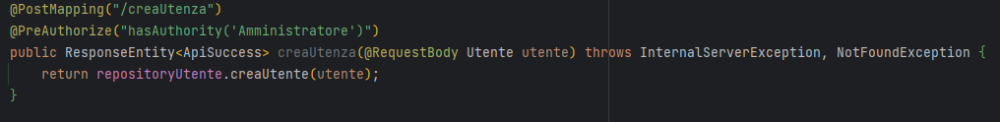 @PostMapping("/creaUtenza")
@PreAuthorize("hasAuthority('Amministratore')")
public ResponseEntity<ApiSuccess> creaUtenza(@RequestBody Utente utente) throws InternalServerException, NotFoundException {
    return repositoryUtente.creaUtente(utente);
}